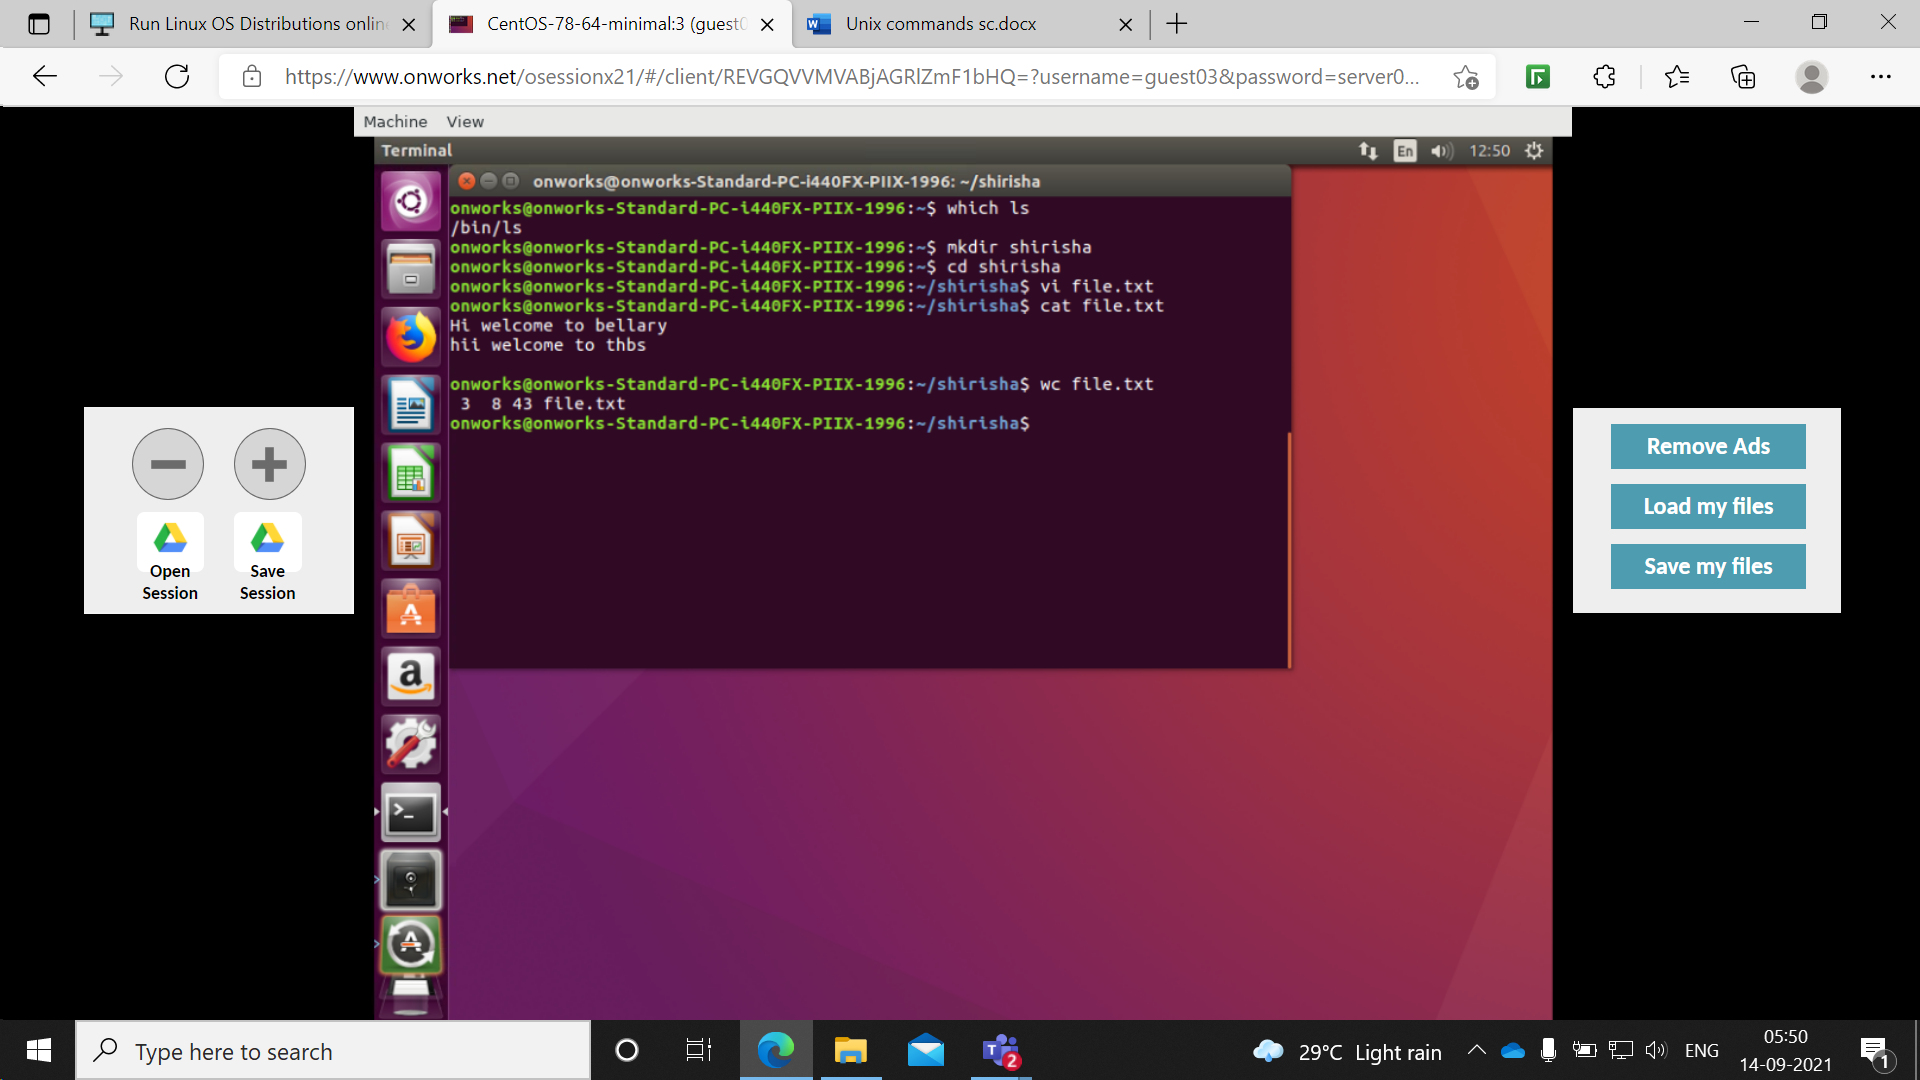 Run Linux OS Distributions onlin
CentOS-78-64-minimal:3 (guest0
Unix commands sc.docx
https://www.onworks.net/osessionx21/#/client/REVGQVVMVABjAGRlZmF1bHQ=?username=guest03&password=server0...
Machine View
Terminal
En
12:50
onworks@onworks-Standard-PC-i440FX-PIIX-1996: ~/shirisha
onworks@onworks-Standard-PC-i440FX-PIIX-1996:~$ which ls
/bin/ls
onworks@onworks-Standard-PC-i440FX-PIIX-1996:~$ mkdir shirisha
onworks@onworks-Standard-PC-i440FX-PIIX-1996:~$ cd shirisha
onworks@onworks-Standard-PC-i440FX-PIIX-1996:~/shirisha$ vi file.txt
onworks@onworks-Standard-PC-i440FX-PIIX-1996:~/shirisha$ cat file.txt
Hi welcome to bellary
hii welcome to thbs
onworks@onworks-Standard-PC-i440FX-PIIX-1996:~/shirisha$ wc file.txt
3 8 43 file.txt
onworks@onworks-Standard-PC-i440FX-PIIX-1996:~/shirisha$
Open Session
Save Session
Remove Ads
Load my files
Save my files
Type here to search
2
29°C Light rain
ENG
05:50
14-09-2021
1